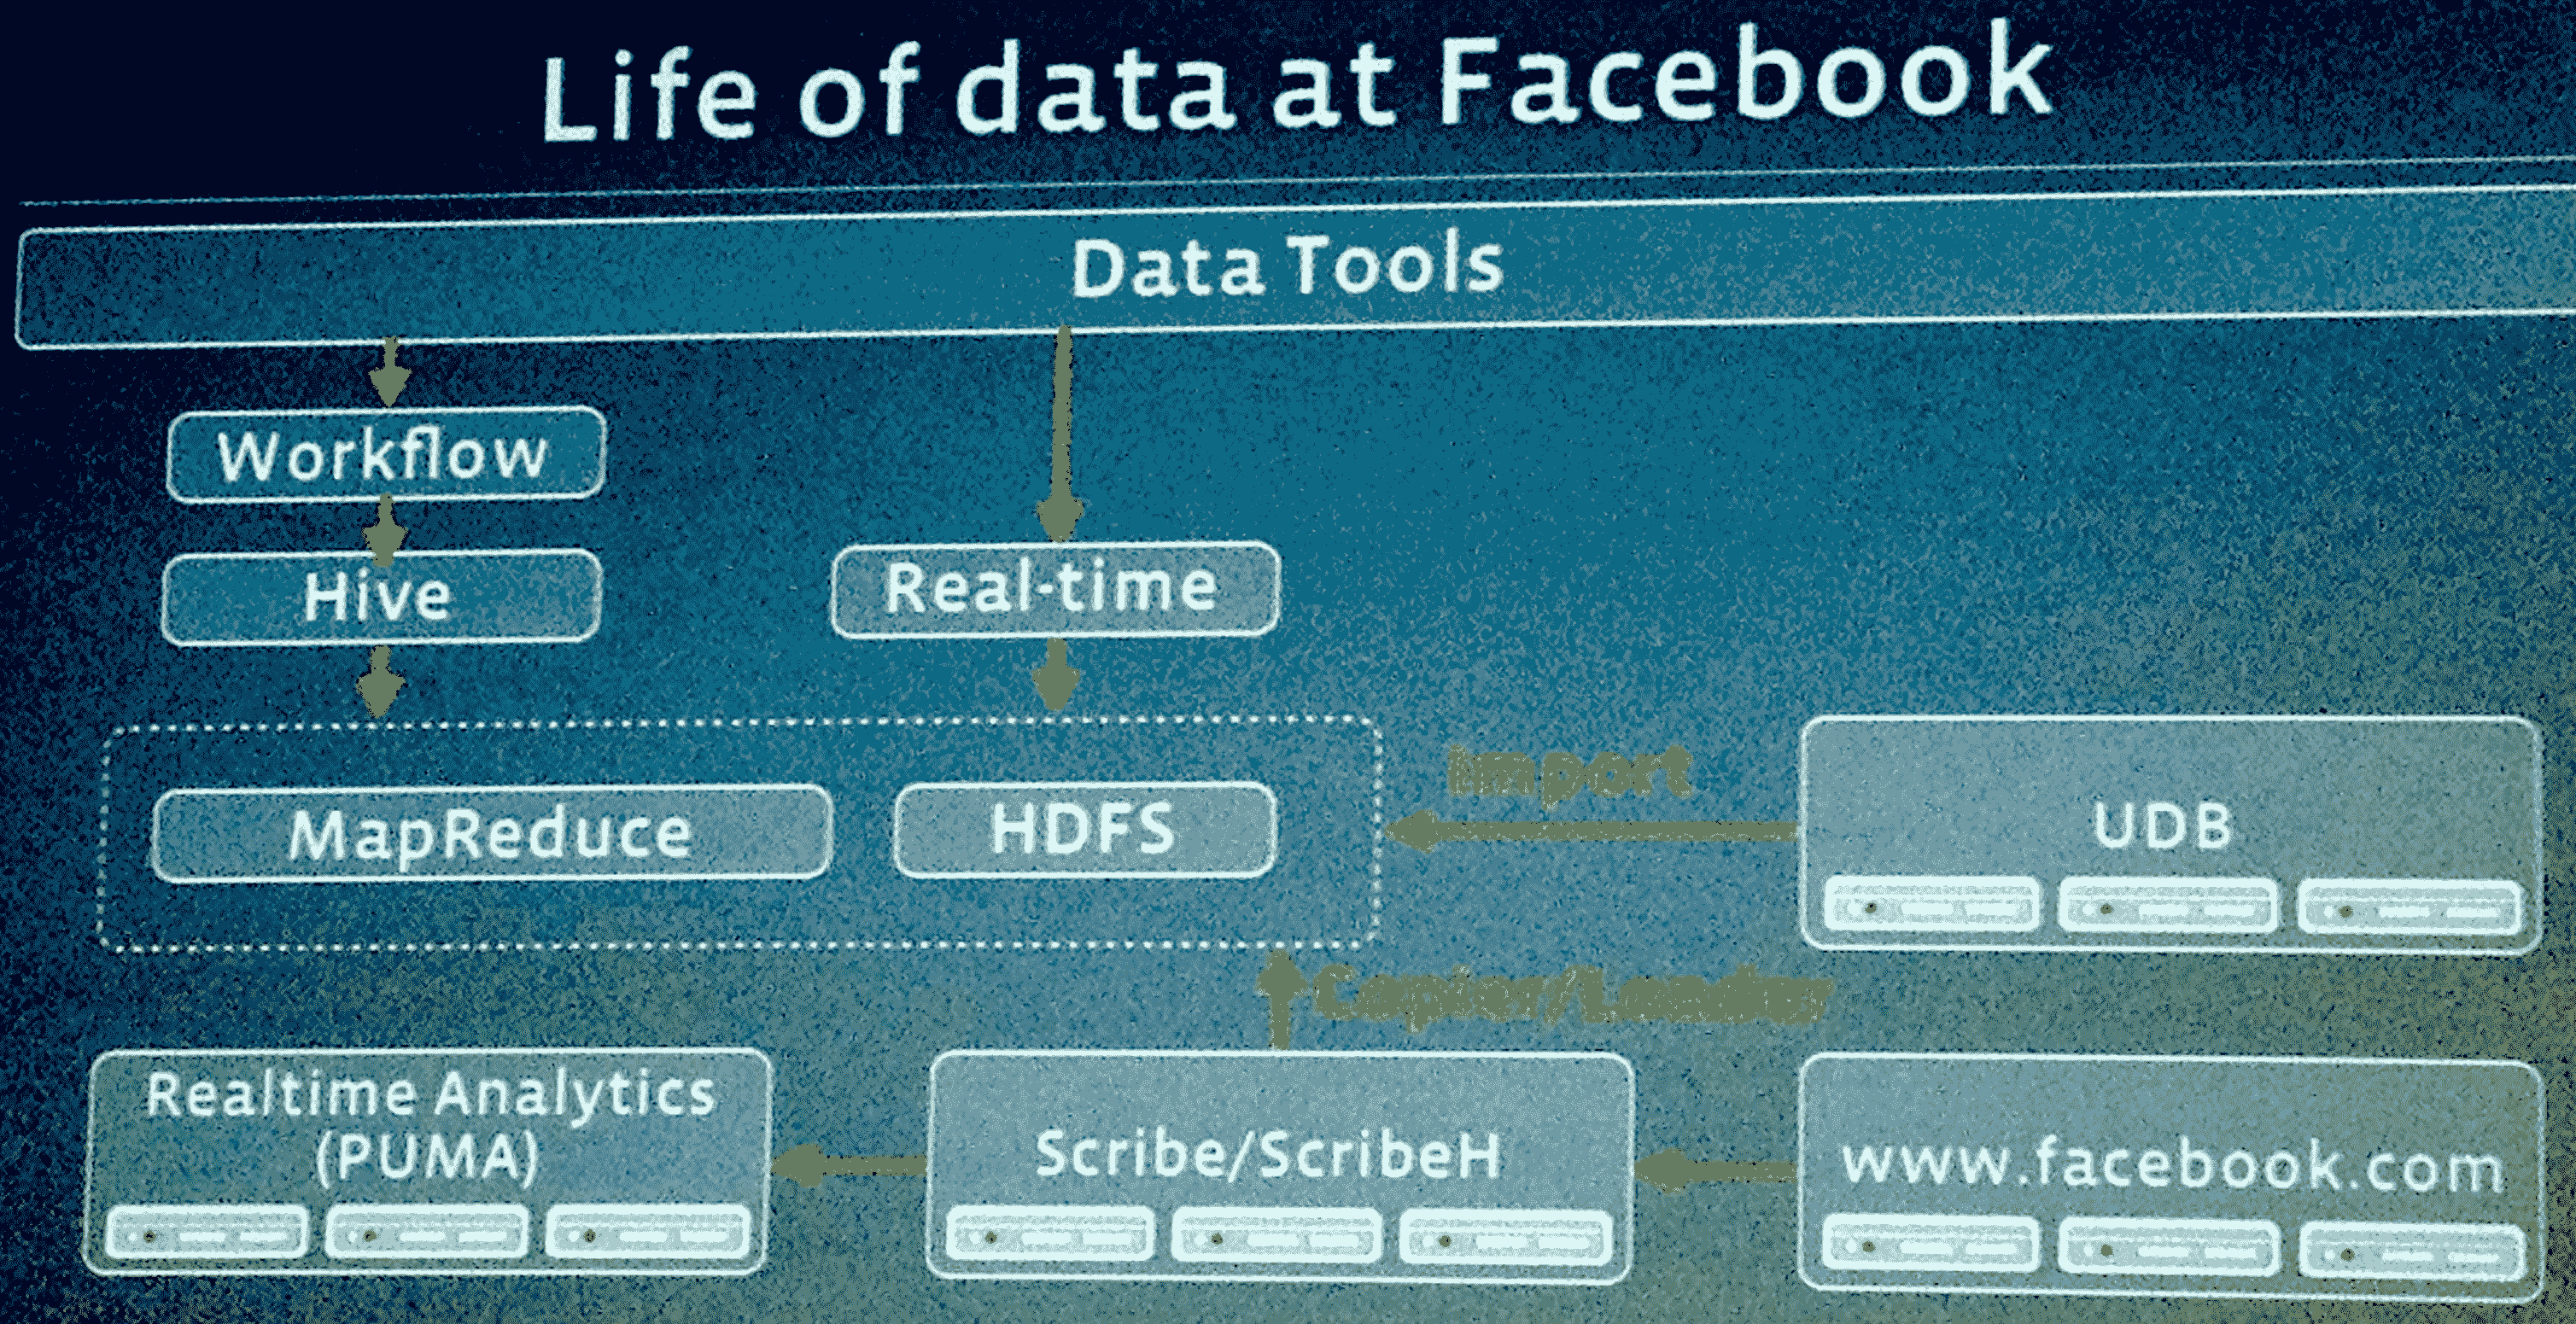 Life of data at Facebook
Data Tools
Workflow
Hive
Real-time
MapReduce
HDFS
Import
UDB
Copier/Loader
Realtime Analytics
(PUMA)
Scribe/ScribeH
www.facebook.com